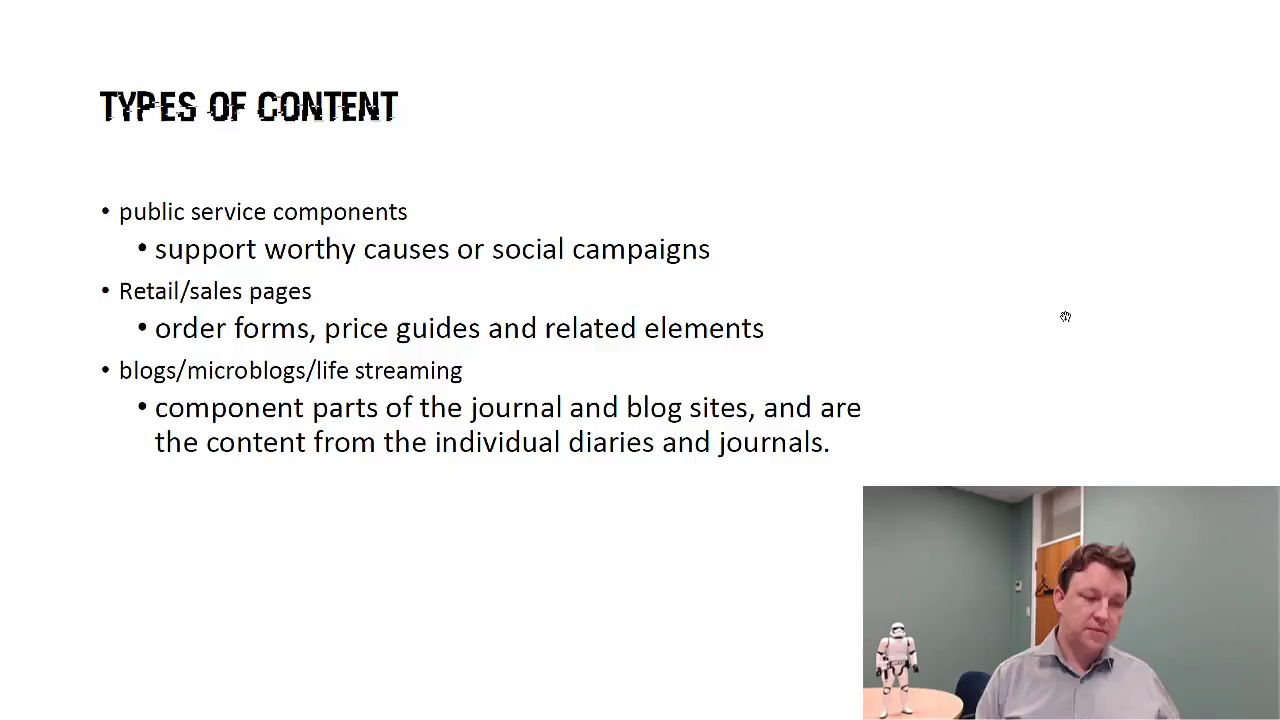 TYPES OF CONTENT
• public service components
• support worthy causes or social campaigns
• Retail/sales pages
• order forms, price guides and related elements
• blogs/microblogs/life streaming
• component parts of the journal and blog sites, and are
the content from the individual diaries and journals.